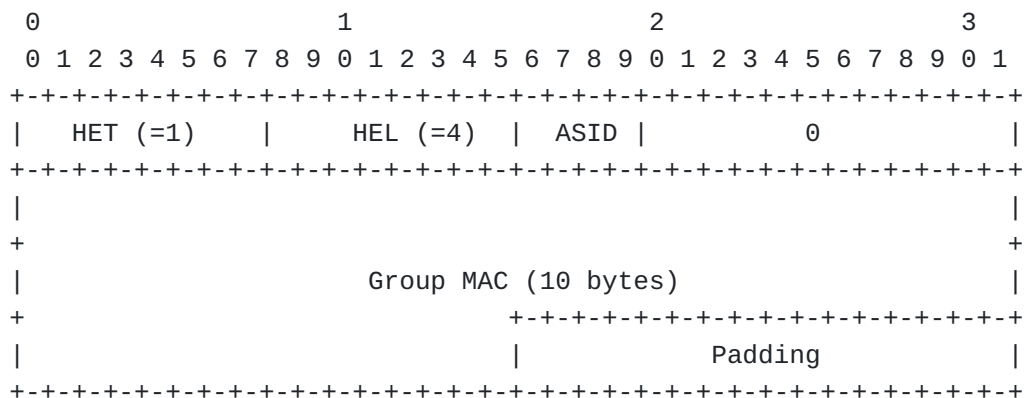 0                   1                   2                   3
 0 1 2 3 4 5 6 7 8 9 0 1 2 3 4 5 6 7 8 9 0 1 2 3 4 5 6 7 8 9 0 1
+-+-+-+-+-+-+-+-+-+-+-+-+-+-+-+-+-+-+-+-+-+-+-+-+-+-+-+-+-+-+-+-+
|   HET (=1)    |     HEL (=4)  |  ASID |          0            |
+-+-+-+-+-+-+-+-+-+-+-+-+-+-+-+-+-+-+-+-+-+-+-+-+-+-+-+-+-+-+-+-+
|                                                               |
+                                                               +
|                      Group MAC (10 bytes)                     |
+                               +-+-+-+-+-+-+-+-+-+-+-+-+-+-+-+-+
|                               |            Padding            |
+-+-+-+-+-+-+-+-+-+-+-+-+-+-+-+-+-+-+-+-+-+-+-+-+-+-+-+-+-+-+-+-+